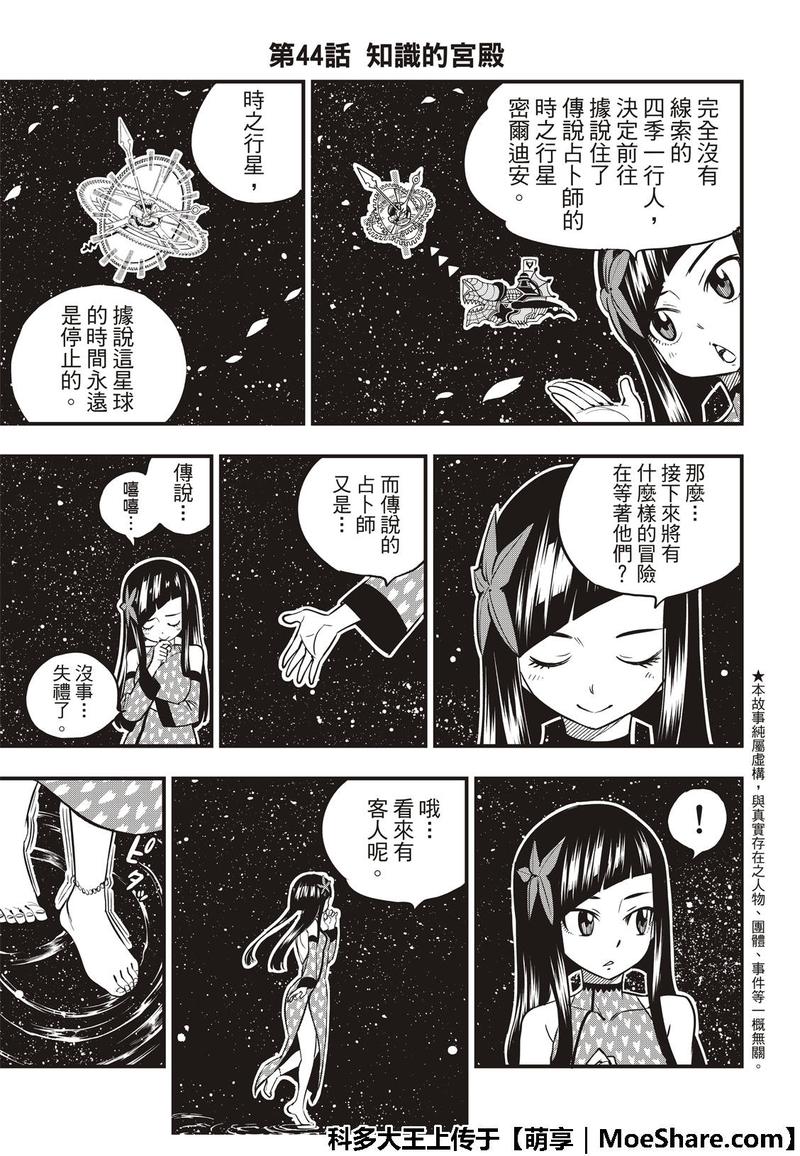 第44話 知識的宮殿
完全沒有
線索的
四季一行人，
決定前往
據說住了
傳說占卜師的
時之行星
密爾迪安。
時之行星，
據說這星球
的時間永遠
是停止的。
那麼…
接下來將有
什麼樣的冒險
在等著他們？
而傳說的
占卜師
又是…
傳說…
嘻嘻…
沒事…
失禮了。
！
哦…
看來有
客人呢。
ピタ
★本故事純屬虛構，與真實存在之人物、團體、事件等一概無關。
科多大王上传于【萌享｜MoeShare.com】